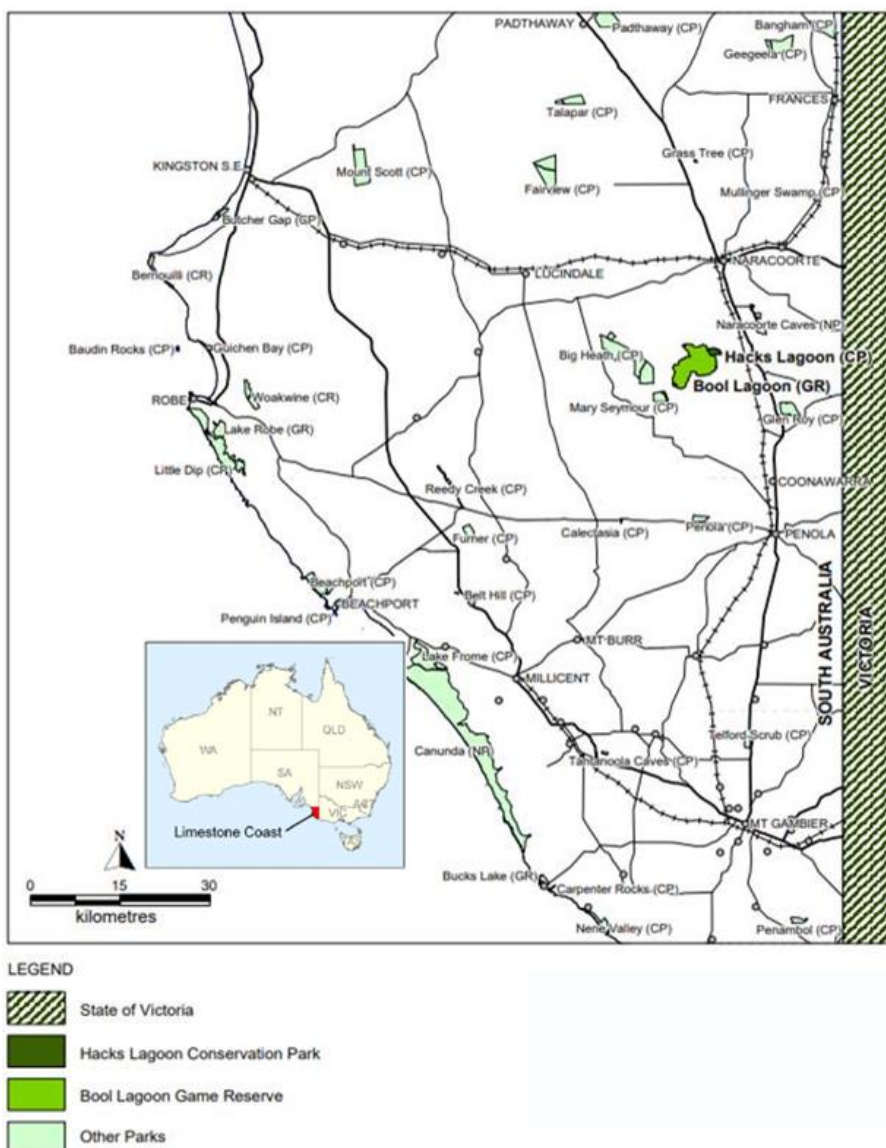 PADTHAWAY
Padthaway (CP)
Bangham (CP)
Geegeela (CP)
Talapar (CP)
FRANCES
KINGSTON S.E.
Mount Scott (CP)
Grass Tree (CP)
Fairview (CP)
Mullinger Swamp (CP)
Butcher Gap (CP)
Bernouilli (CR)
LUCINDALE
NARACOORTE
Naracoorte Caves (NP)
Baudin Rocks (CP)
Guichen Bay (CP)
Big Heath (CP)
Hacks Lagoon (CP)
Bool Lagoon (GR)
ROBE
Woakwine (CR)
Mary Seymour (CP)
Glen Roy (CP)
Lake Robe (GR)
Little Dip (CP)
Reedy Creek (CP)
COONAWARRA
Furner (CP)
Calectasia (CP)
Penola (CP)
PENOLA
Beachport (CP)
BEACHPORT
Penguin Island (CP)
Belt Hill (CP)
SOUTH AUSTRALIA
VICTORIA
MT BURR
Lake Frome (CP)
MILLICENT
Canunda (NP)
Telford Scrub (CP)
Tantanoola Caves (CP)
MT GAMBIER
NT
QLD
WA
SA
NSW
ACT
VIC
Limestone Coast
N
0 15 30
kilometres
Bucks Lake (GR)
Carpenter Rocks (CP)
Nene Valley (CP)
Penambol (CP)
LEGEND
State of Victoria
Hacks Lagoon Conservation Park
Bool Lagoon Game Reserve
Other Parks